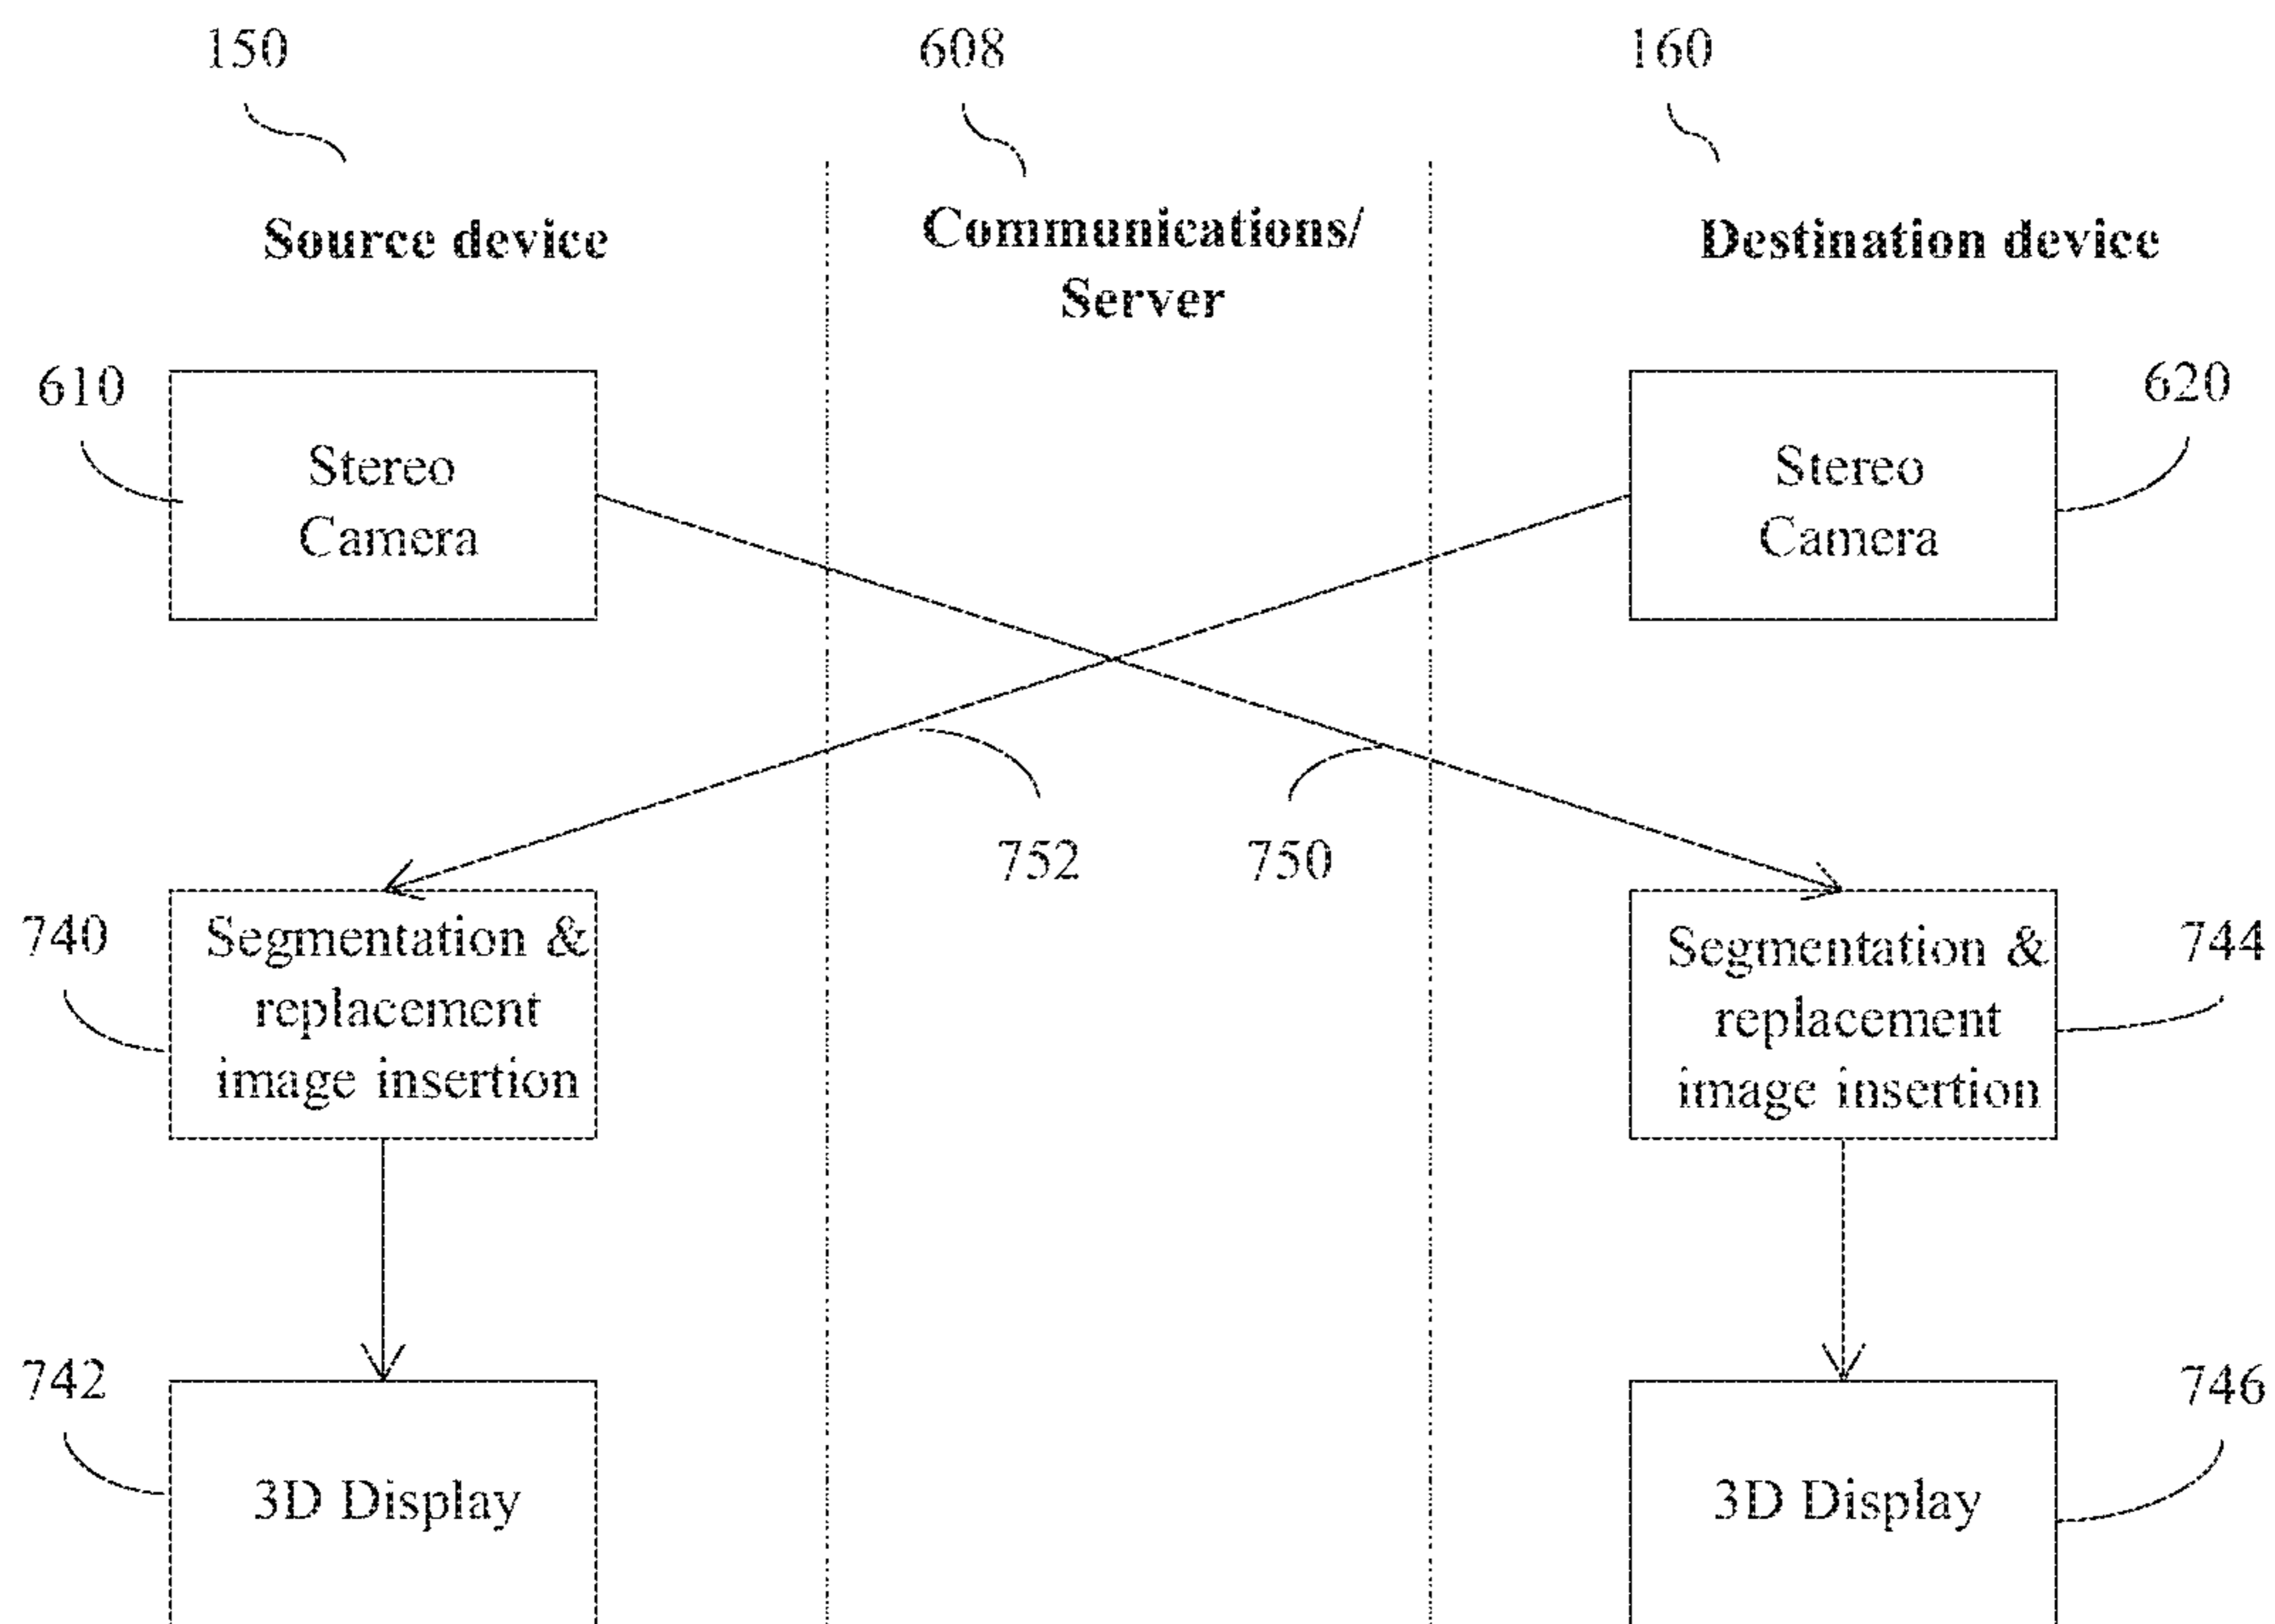 150
608
160
Source device
Communications/
Server
Destination device
610
Stereo
Camera
Stereo
Camera
620
752
750
740
Segmentation &
replacement
image insertion
Segmentation &
replacement
image insertion
744
742
3D Display
3D Display
746